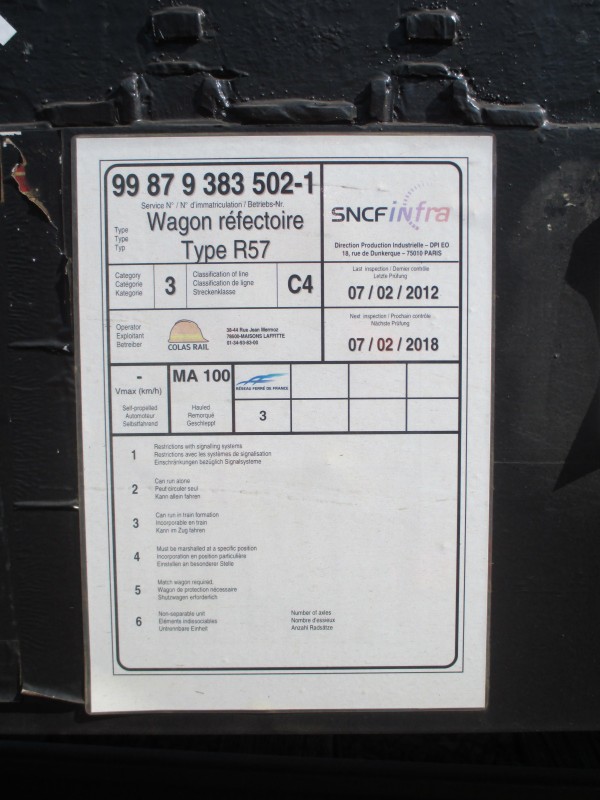 99 87 9 383 502-1
Service N° / N° d'immatriculation / Betriebs-Nr.
Type
Type
Typ
Wagon réfectoire
Type R57
SNCF infra
Direction Production Industrielle – DPI EO
18, rue de Dunkerque – 75010 PARIS
Category
Catégorie
Kategorie
3
Classification of line
Classification de ligne
Streckenklasse
C4
Last inspection / Dernier contrôle
Letzte Prüfung
07 / 02 / 2012
Operator
Exploitant
Betreiber
COLAS RAIL
38-44 Rue Jean Mermoz
78600-MAISONS LAFFITTE
Next inspection / Prochain contrôle
Nächste Prüfung
07 / 02 / 2018
-
Vmax (km/h)
MA 100
RÉSEAU FERRÉ DE FRANCE
Self-propelled
Automoteur
Selbstfahrend
Hauled
Remorqué
Geschleppt
3
1
Restrictions with signalling systems
Restrictions avec les systèmes de signalisation
Einschränkungen bezüglich Signalsysteme
2
Can run alone
Peut circuler seul
Kann allein fahren
3
Can run in train formation
Incorporable en train
Kann im Zug fahren
4
Must be marshalled at a specific position
Incorporation en position particulière
Einstellen an besonderer Stelle
5
Match wagon required
Wagon de protection nécessaire
Shutzwagen erforderlich
6
Non-separable unit
Eléments indissociables
Untrennbare Einheit
Number of axles
Nombre d'essieux
Anzahl Radsätze